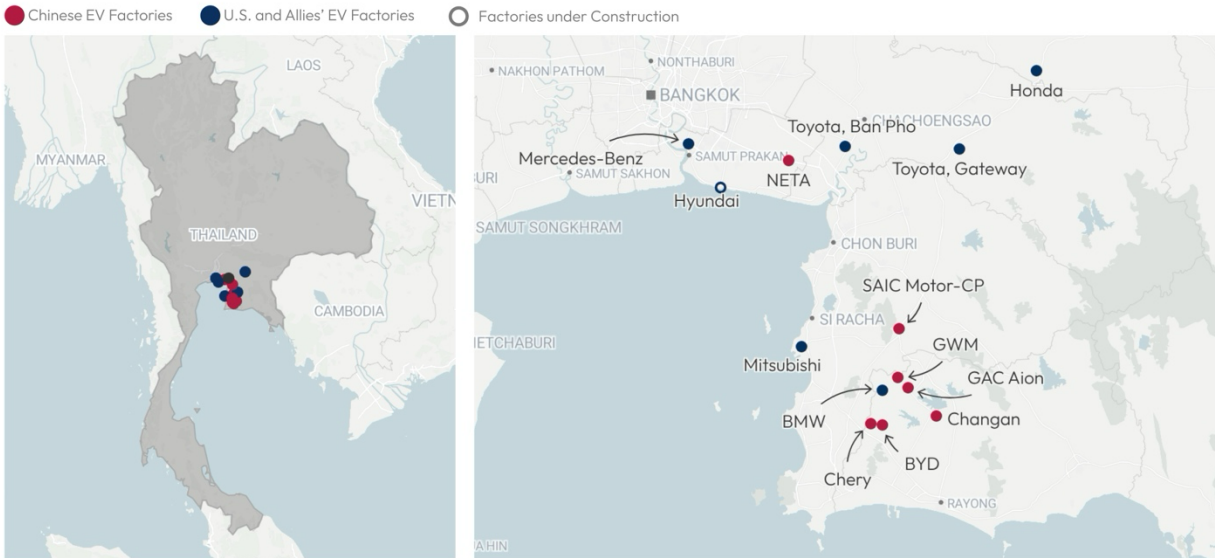 Chinese EV Factories
U.S. and Allies' EV Factories
Factories under Construction
LAOS
MYANMAR
VIETN
THAILAND
CAMBODIA
NAKHON PATHOM
NONTHABURI
BANGKOK
Honda
Toyota, Ban Pho
CHACHOENGSAO
Mercedes-Benz
SAMUT PRAKAN
Toyota, Gateway
SAMUT SAKHON
NETA
BURI
Hyundai
SAMUT SONGKHRAM
CHON BURI
SAIC Motor-CP
SI RACHA
GWM
ETCHABURI
Mitsubishi
GAC Aion
BMW
Changan
BYD
Chery
RAYONG
A HIN